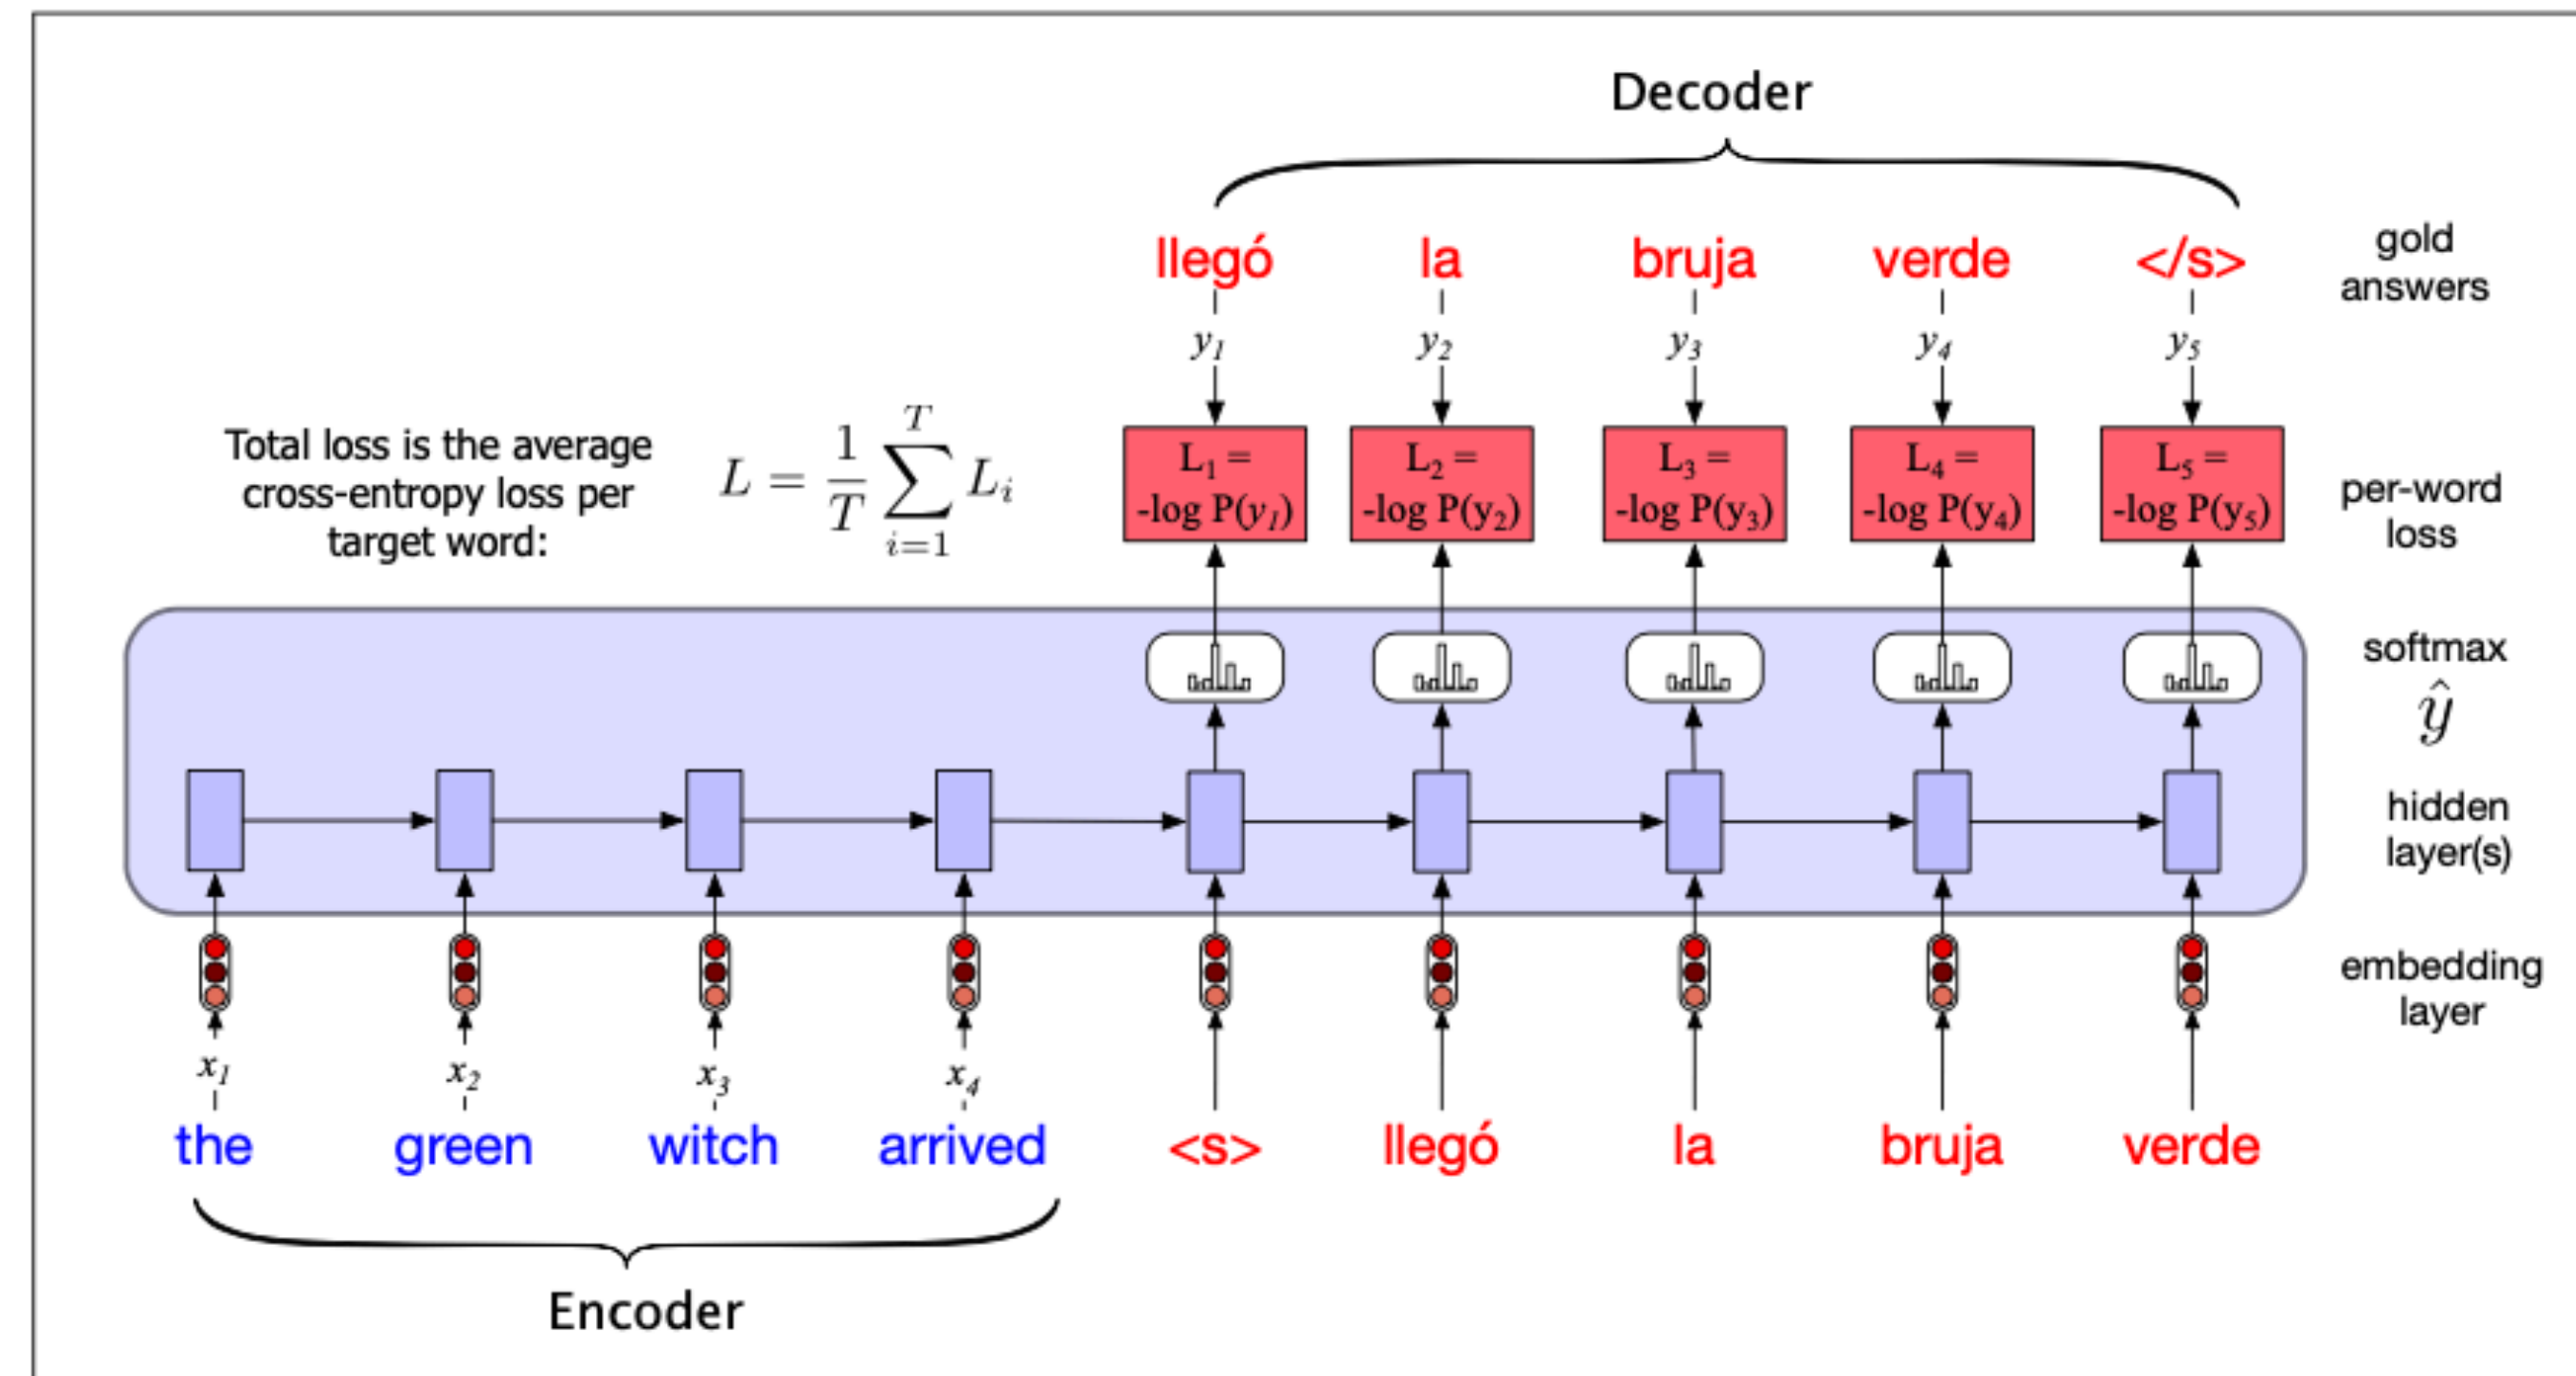 Decoder
llegó la bruja verde </s>
gold
answers
y1 y2 y3 y4 y5
Total loss is the average
cross-entropy loss per
target word:
L = 1/T ∑ i=1 T Li
L1 = L2 = L3 = L4 = L5 =
-log P(y1) -log P(y2) -log P(y3) -log P(y4) -log P(y5)
per-word
loss
softmax
ŷ
hidden
layer(s)
embedding
layer
x1 x2 x3 x4
the green witch arrived <s> llegó la bruja verde
Encoder